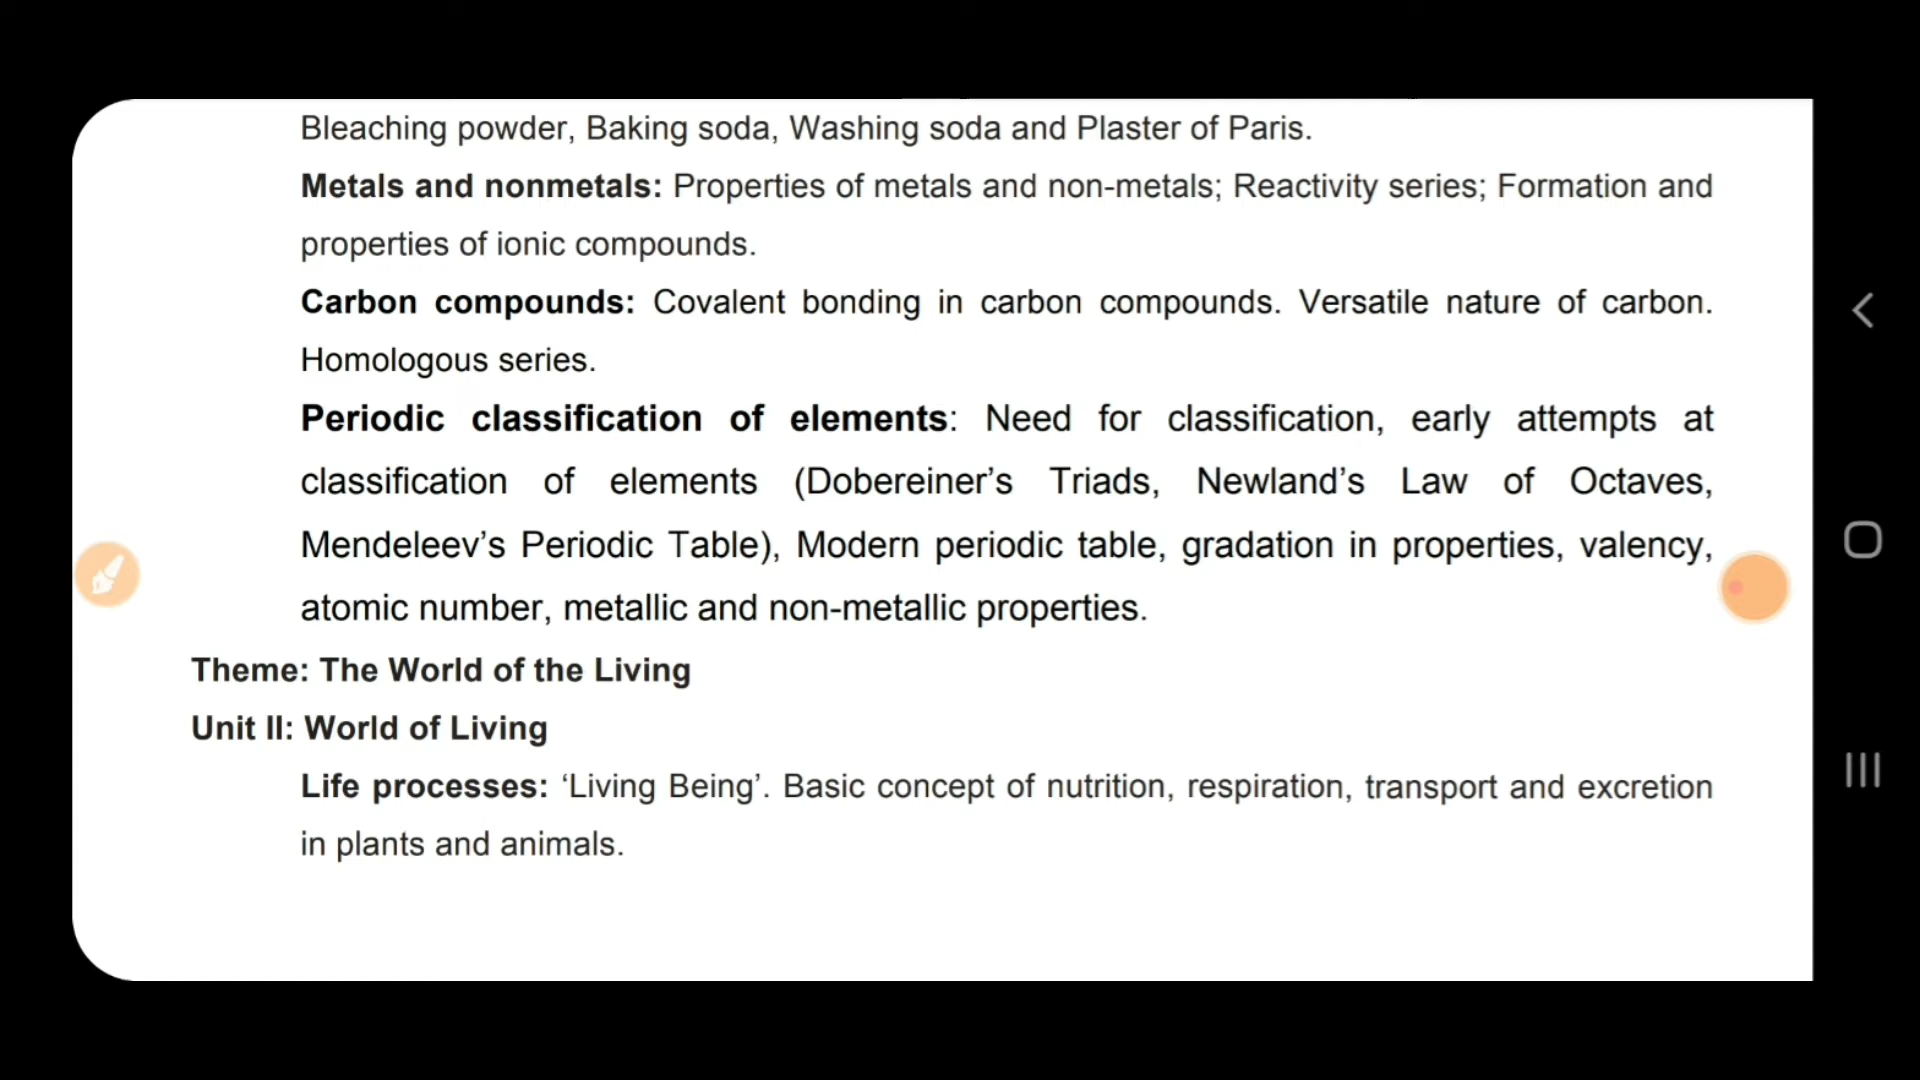 Bleaching powder, Baking soda, Washing soda and Plaster of Paris.
Metals and nonmetals: Properties of metals and non-metals; Reactivity series; Formation and
properties of ionic compounds.
Carbon compounds: Covalent bonding in carbon compounds. Versatile nature of carbon.
Homologous series.
Periodic classification of elements: Need for classification, early attempts at
classification of elements (Dobereiner’s Triads, Newland’s Law of Octaves,
Mendeleev’s Periodic Table), Modern periodic table, gradation in properties, valency,
atomic number, metallic and non-metallic properties.
Theme: The World of the Living
Unit II: World of Living
Life processes: ‘Living Being’. Basic concept of nutrition, respiration, transport and excretion
in plants and animals.